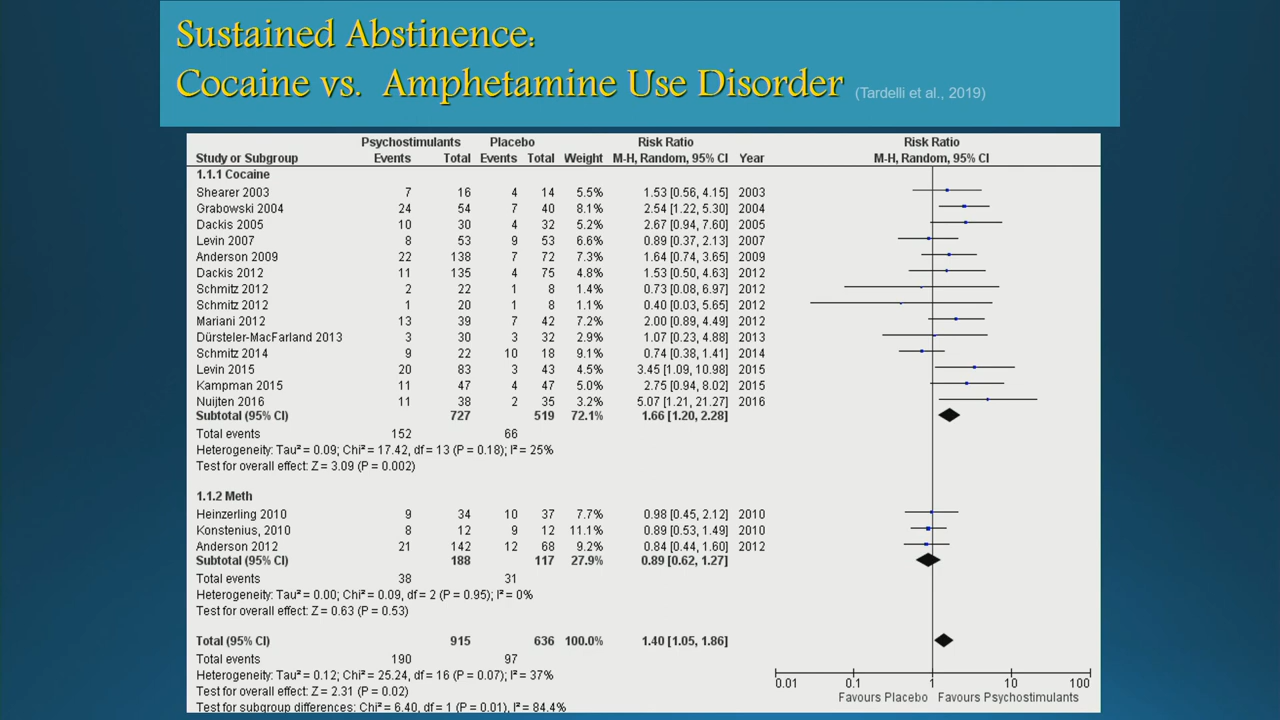 Sustained Abstinence:
Cocaine vs. Amphetamine Use Disorder (Tardelli et al., 2019)
Psychostimulants Placebo Risk Ratio Risk Ratio
Study or Subgroup Events Total Events Total Weight M-H, Random, 95% CI Year M-H, Random, 95% CI
1.1.1 Cocaine
Shearer 2003 7 16 4 14 5.5% 1.53 [0.56, 4.15] 2003
Grabowski 2004 24 54 7 40 8.1% 2.54 [1.22, 5.30] 2004
Dackis 2005 10 30 4 32 5.2% 2.67 [0.94, 7.60] 2005
Levin 2007 8 53 9 53 6.6% 0.89 [0.37, 2.13] 2007
Anderson 2009 22 138 7 72 7.3% 1.64 [0.74, 3.65] 2009
Dackis 2012 11 135 4 75 4.8% 1.53 [0.50, 4.63] 2012
Schmitz 2012 2 22 1 8 1.4% 0.73 [0.08, 6.97] 2012
Schmitz 2012 1 20 1 8 1.1% 0.40 [0.03, 5.65] 2012
Mariani 2012 13 39 7 42 7.2% 2.00 [0.89, 4.49] 2012
Dürsteler-MacFarland 2013 3 30 3 32 2.9% 1.07 [0.23, 4.88] 2013
Schmitz 2014 9 22 10 18 9.1% 0.74 [0.38, 1.41] 2014
Levin 2015 20 83 3 43 4.5% 3.45 [1.09, 10.98] 2015
Kampman 2015 11 47 4 47 5.0% 2.75 [0.94, 8.02] 2015
Nuijten 2016 11 38 2 35 3.2% 5.07 [1.21, 21.27] 2016
Subtotal (95% CI) 727 519 72.1% 1.66 [1.20, 2.28]
Total events 152 66
Heterogeneity: Tau² = 0.09; Chi² = 17.42, df = 13 (P = 0.18); I² = 25%
Test for overall effect: Z = 3.09 (P = 0.002)
1.1.2 Meth
Heinzerling 2010 9 34 10 37 7.7% 0.98 [0.45, 2.12] 2010
Konstenius, 2010 8 12 9 12 11.1% 0.89 [0.53, 1.49] 2010
Anderson 2012 21 142 12 68 9.2% 0.84 [0.44, 1.60] 2012
Subtotal (95% CI) 188 117 27.9% 0.89 [0.62, 1.27]
Total events 38 31
Heterogeneity: Tau² = 0.00; Chi² = 0.09, df = 2 (P = 0.95); I² = 0%
Test for overall effect: Z = 0.63 (P = 0.53)
Total (95% CI) 915 636 100.0% 1.40 [1.05, 1.86]
Total events 190 97
Heterogeneity: Tau² = 0.12; Chi² = 25.24, df = 16 (P = 0.07); I² = 37%
Test for overall effect: Z = 2.31 (P = 0.02)
Test for subgroup differences: Chi² = 6.40, df = 1 (P = 0.01), I² = 84.4%
0.01 0.1 1 10 100
Favours Placebo Favours Psychostimulants